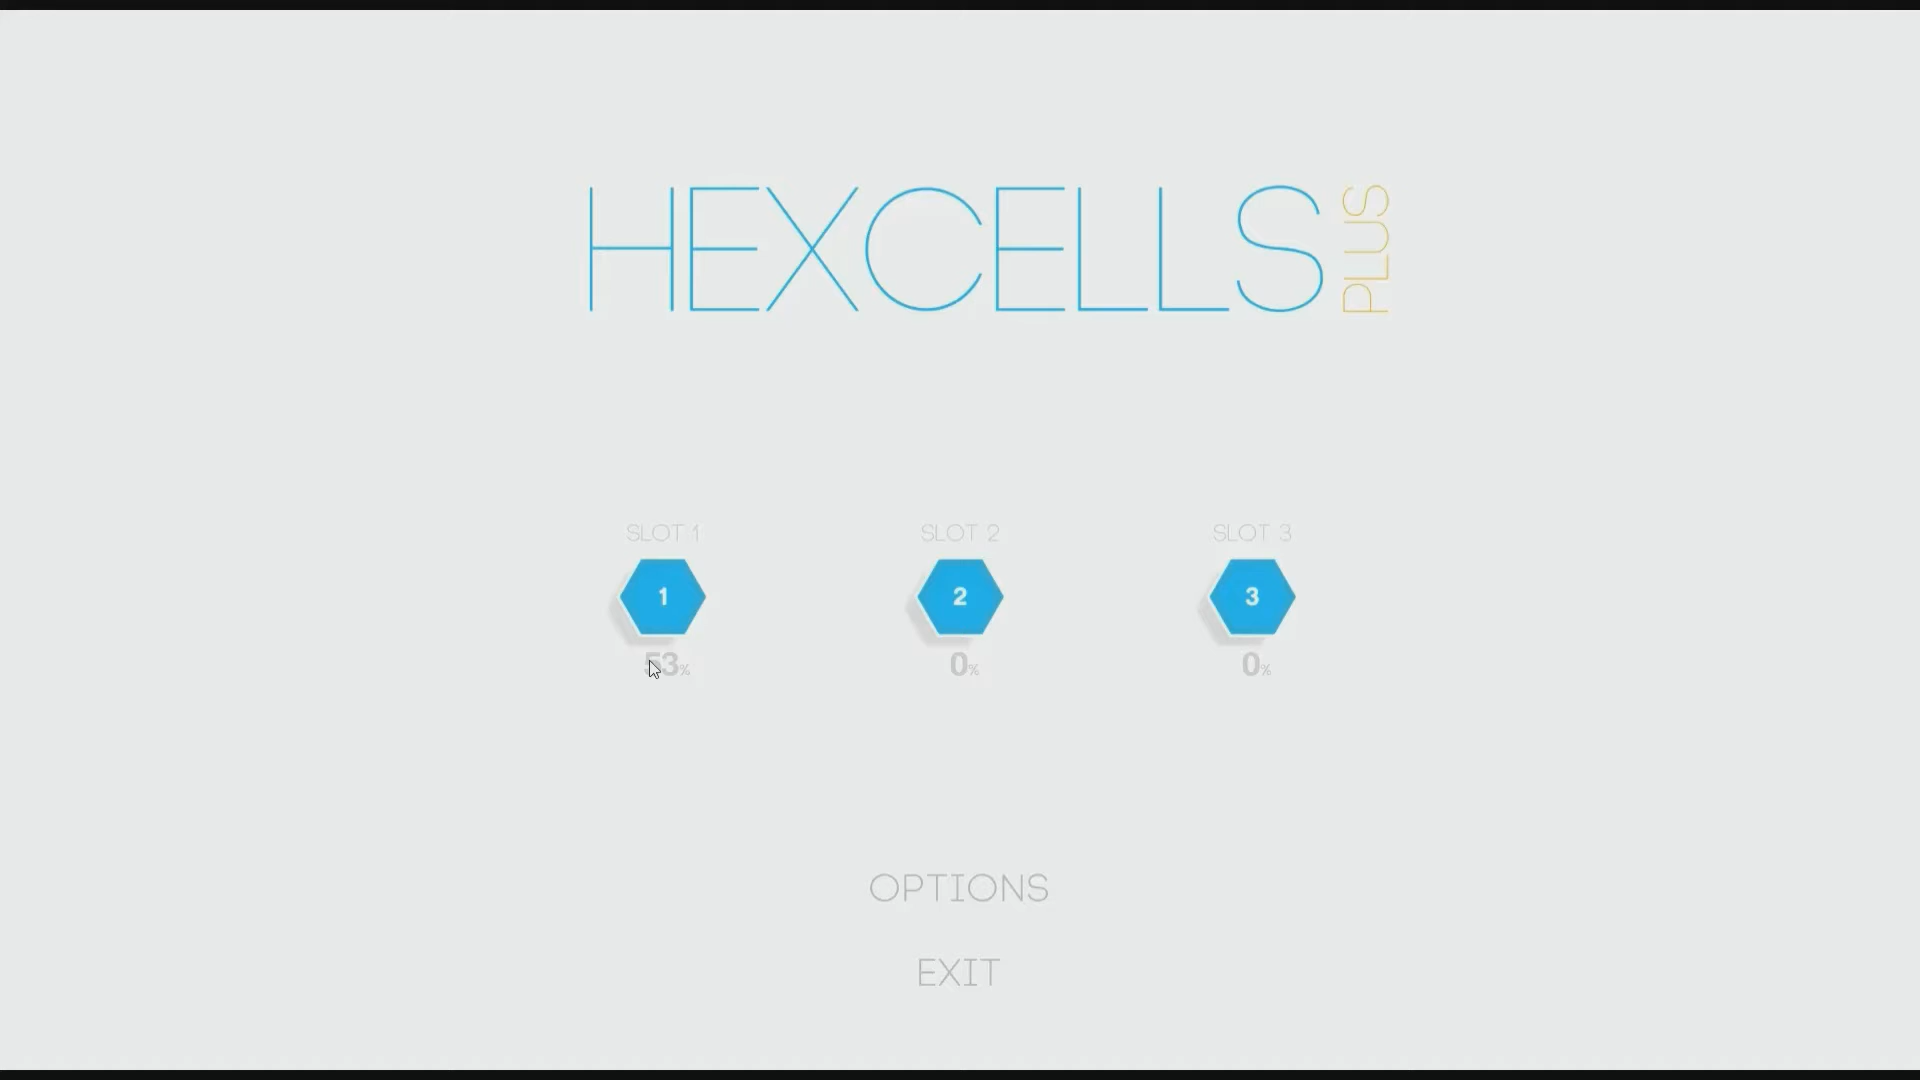 HEXCELLS PLUS
SLOT 1 SLOT 2 SLOT 3
1 2 3
53% 0% 0%
OPTIONS
EXIT